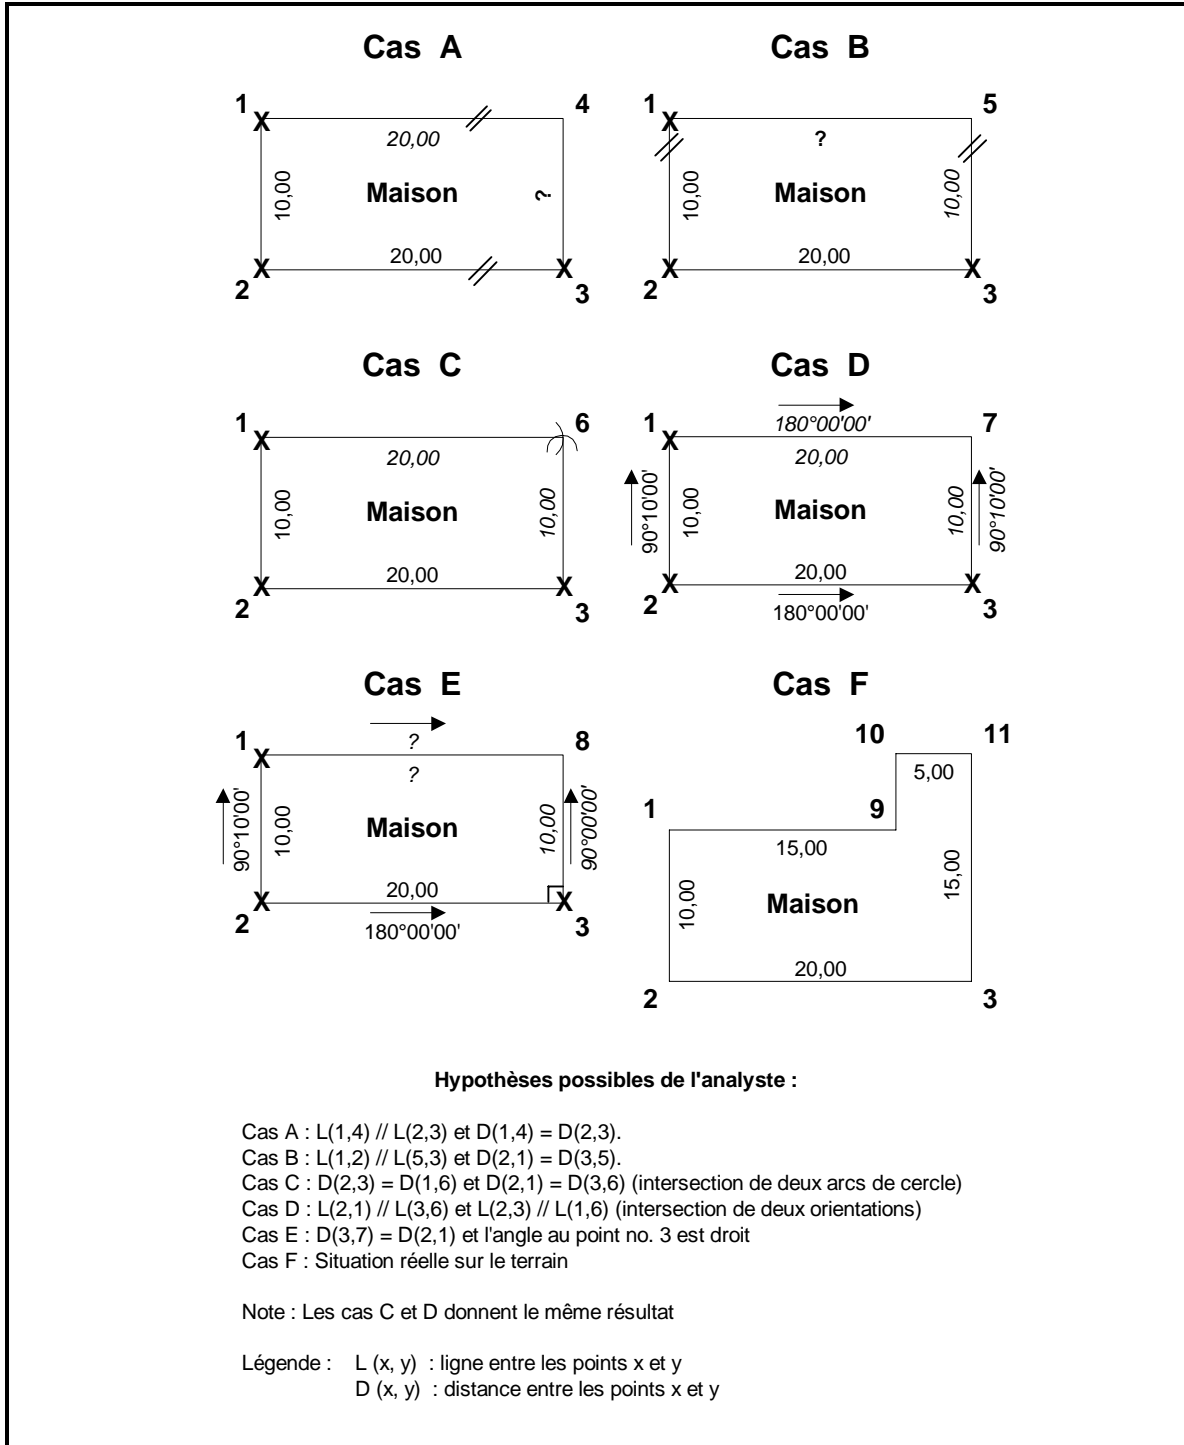 Cas A
Cas B
1
4
20,00
10,00
Maison
?
20,00
2
3
X
X
X
1
5
?
10,00
Maison
10,00
20,00
2
3
X
X
X
Cas C
Cas D
1
6
20,00
10,00
Maison
10,00
20,00
2
3
X
X
X
180°00'00'
1
7
20,00
90°10'00'
10,00
Maison
10,00
90°10'00'
20,00
2
3
180°00'00'
X
X
X
Cas E
Cas F
?
1
8
?
90°10'00'
10,00
Maison
10,00
90°00'00'
20,00
2
3
180°00'00'
X
X
X
10
11
5,00
1
9
15,00
10,00
Maison
15,00
20,00
2
3
Hypothèses possibles de l'analyste :
Cas A : L(1,4) // L(2,3) et D(1,4) = D(2,3).
Cas B : L(1,2) // L(5,3) et D(2,1) = D(3,5).
Cas C : D(2,3) = D(1,6) et D(2,1) = D(3,6) (intersection de deux arcs de cercle)
Cas D : L(2,1) // L(3,6) et L(2,3) // L(1,6) (intersection de deux orientations)
Cas E : D(3,7) = D(2,1) et l'angle au point no. 3 est droit
Cas F : Situation réelle sur le terrain
Note : Les cas C et D donnent le même résultat
Légende : L (x, y) : ligne entre les points x et y
D (x, y) : distance entre les points x et y